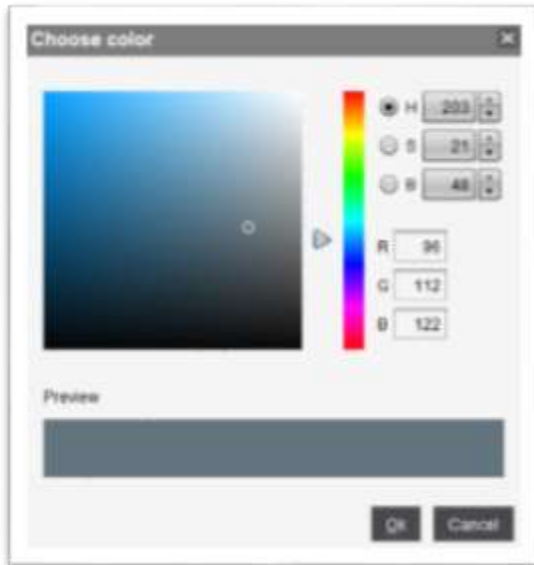 Choose color
H 203
S 21
B 48
R 96
G 112
B 122
Preview
Ok
Cancel